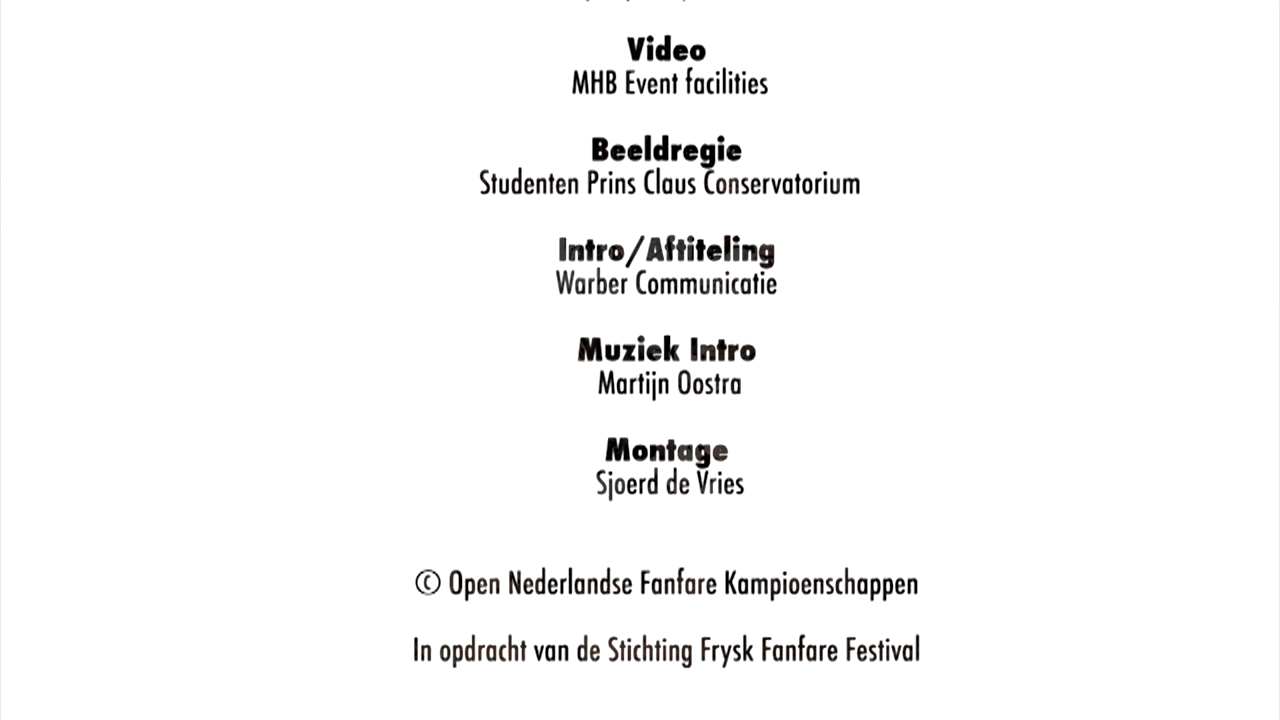 Video
MHB Event facilities
Beeldregie
Studenten Prins Claus Conservatorium
Intro/Aftiteling
Warber Communicatie
Muziek Intro
Martijn Oostra
Montage
Sjoerd de Vries
© Open Nederlandse Fanfare Kampioenschappen
In opdracht van de Stichting Frysk Fanfare Festival